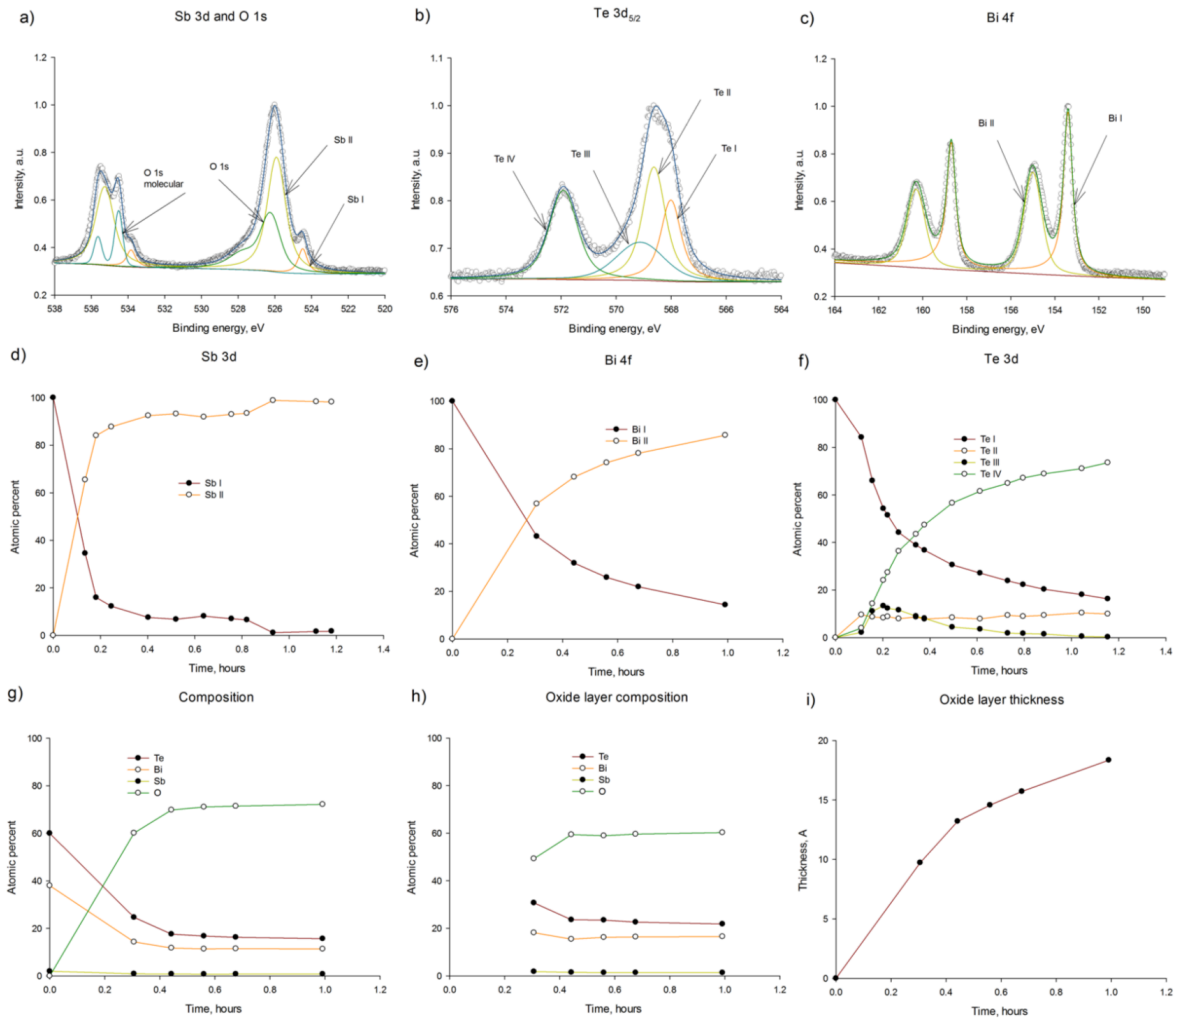 a)
Sb 3d and O 1s
b)
Te 3d5/2
c)
Bi 4f
1.2
1.0
0.8
0.6
0.4
0.2
Intensity, a.u.
O 1s
molecular
O 1s
Sb II
Sb I
538 536 534 532 530 528 526 524 522 520
Binding energy, eV
1.1
1.0
0.9
0.8
0.7
0.6
Intensity, a.u.
Te IV
Te III
Te II
Te I
576 574 572 570 568 566 564
Binding energy, eV
1.2
1.0
0.8
0.6
0.4
0.2
Intensity, a.u.
Bi II
Bi I
164 162 160 158 156 154 152 150
Binding energy, eV
d)
Sb 3d
e)
Bi 4f
f)
Te 3d
100
80
60
40
20
0
Atomic percent
Sb I
Sb II
0.0 0.2 0.4 0.6 0.8 1.0 1.2 1.4
Time, hours
100
80
60
40
20
0
Atomic percent
Bi I
Bi II
0.0 0.2 0.4 0.6 0.8 1.0 1.2
Time, hours
100
80
60
40
20
0
Atomic percent
Te I
Te II
Te III
Te IV
0.0 0.2 0.4 0.6 0.8 1.0 1.2 1.4
Time, hours
g)
Composition
h)
Oxide layer composition
i)
Oxide layer thickness
100
80
60
40
20
0
Atomic percent
Te
Bi
Sb
O
0.0 0.2 0.4 0.6 0.8 1.0 1.2
Time, hours
100
80
60
40
20
0
Atomic percent
Te
Bi
Sb
O
0.0 0.2 0.4 0.6 0.8 1.0 1.2
Time, hours
20
15
10
5
0
Thickness, A
0.0 0.2 0.4 0.6 0.8 1.0 1.2
Time, hours